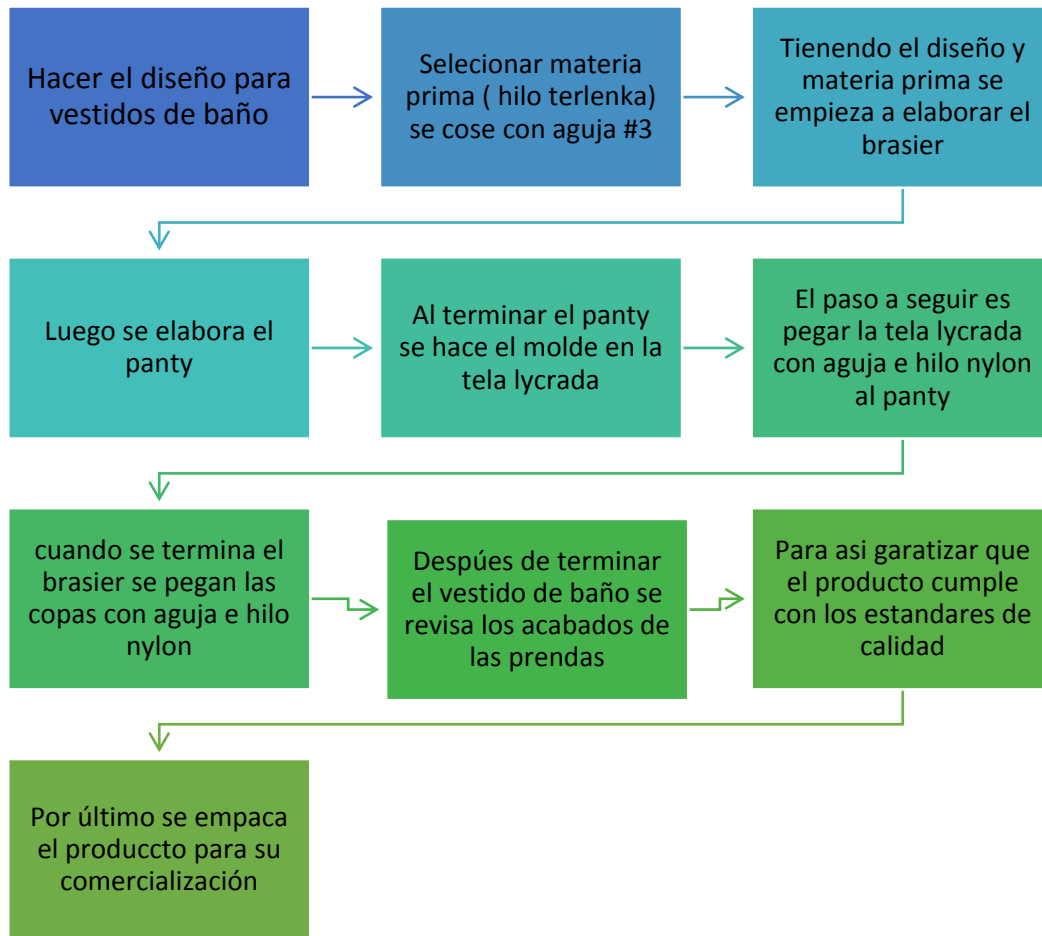 Hacer el diseño para
vestidos de baño
Selecionar materia
prima ( hilo terlenka)
se cose con aguja #3
Tienendo el diseño y
materia prima se
empieza a elaborar el
brasier
Luego se elabora el
panty
Al terminar el panty
se hace el molde en la
tela lycrada
El paso a seguir es
pegar la tela lycrada
con aguja e hilo nylon
al panty
cuando se termina el
brasier se pegan las
copas con aguja e hilo
nylon
Despúes de terminar
el vestido de baño se
revisa los acabados de
las prendas
Para asi garatizar que
el producto cumple
con los estandares de
calidad
Por último se empaca
el produccto para su
comercialización